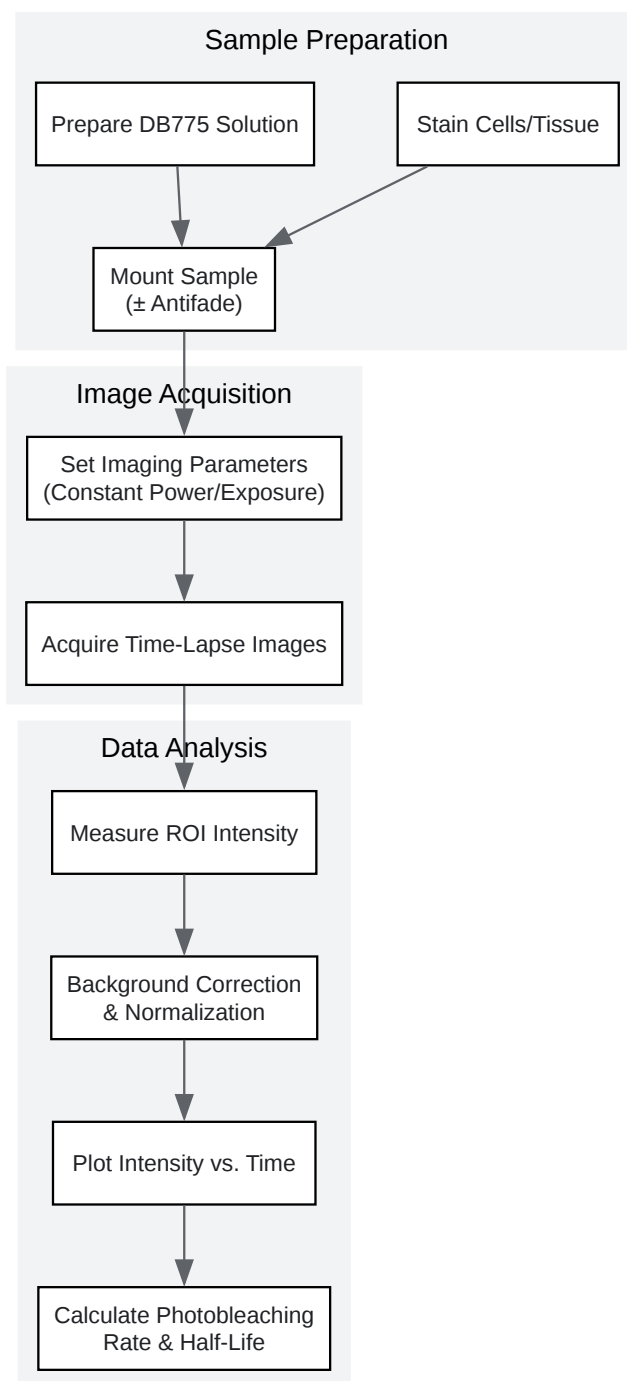 Sample Preparation
Prepare DB775 Solution
Stain Cells/Tissue
Mount Sample
(± Antifade)
Image Acquisition
Set Imaging Parameters
(Constant Power/Exposure)
Acquire Time-Lapse Images
Data Analysis
Measure ROI Intensity
Background Correction
& Normalization
Plot Intensity vs. Time
Calculate Photobleaching
Rate & Half-Life